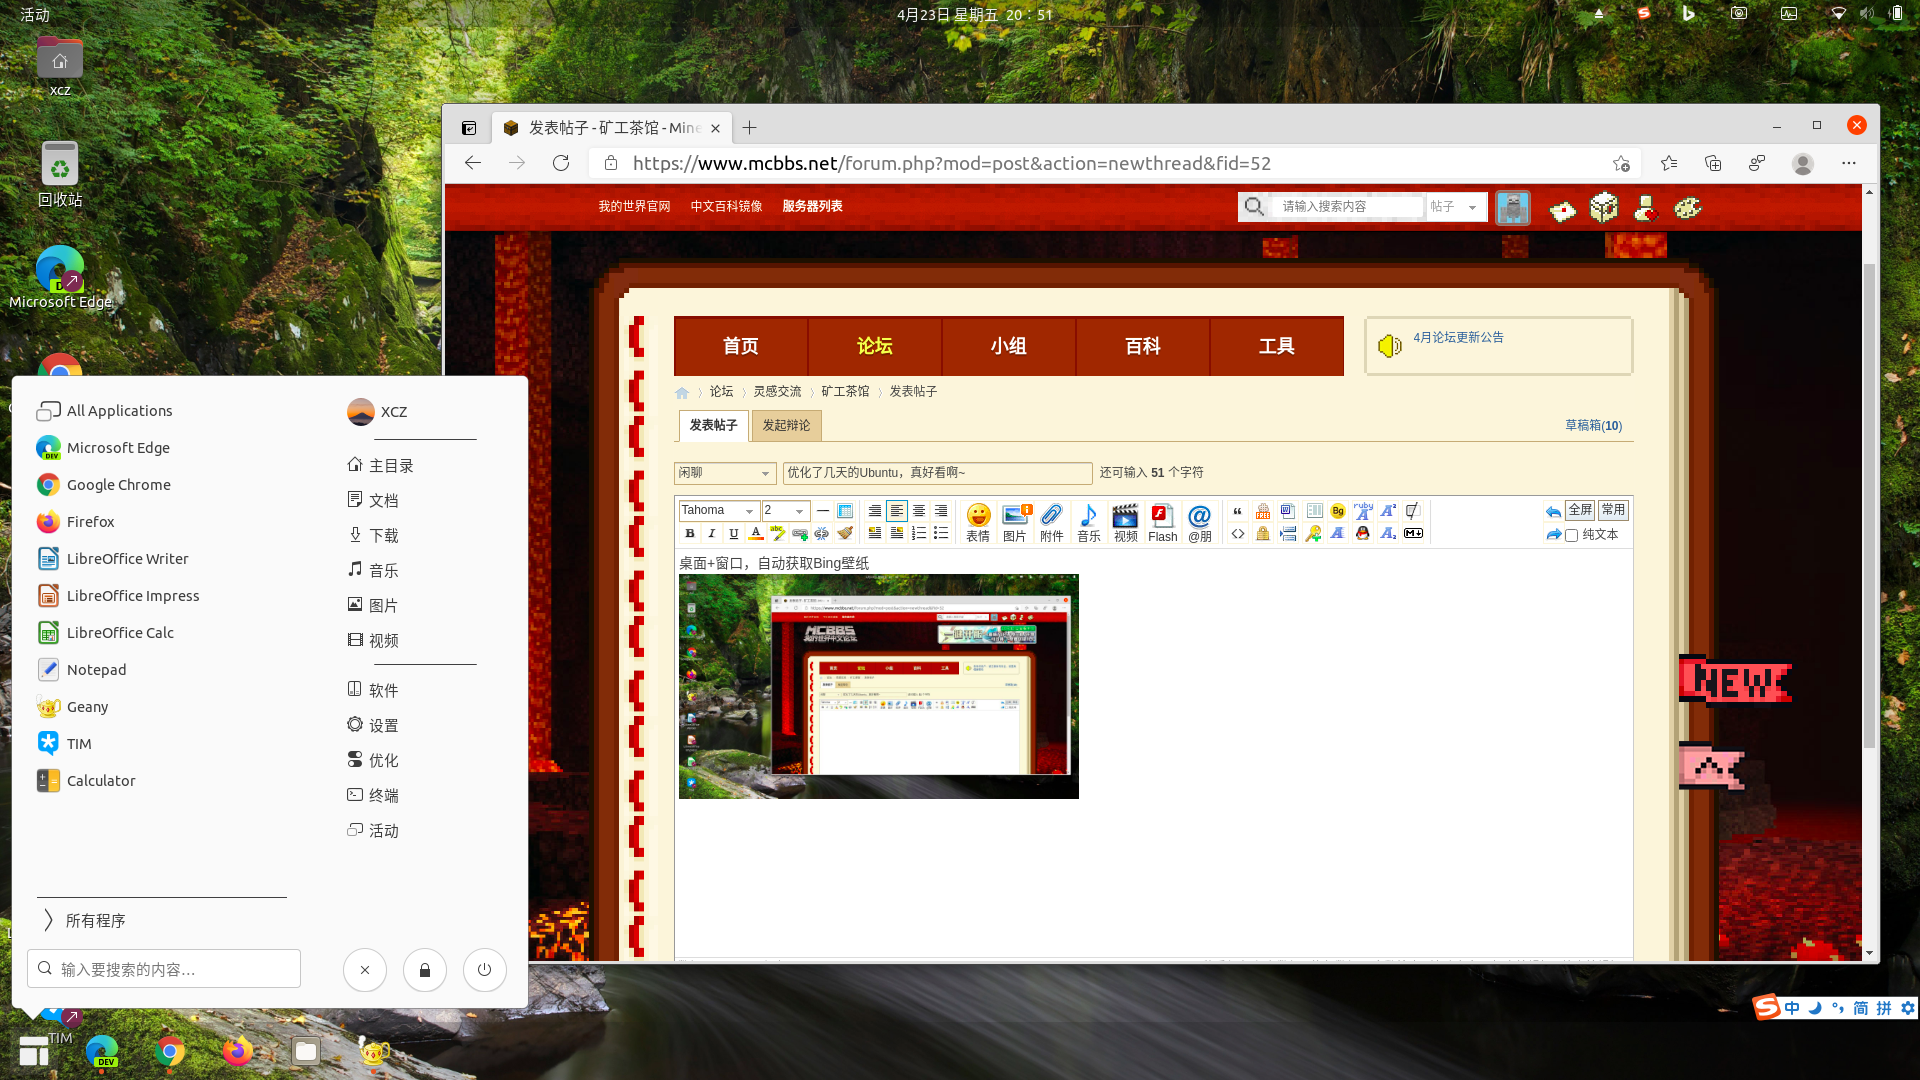 活动
4月23日 星期五 20：51
xcz
回收站
Microsoft Edge
发表帖子 - 矿工茶馆 - Mine
https://www.mcbbs.net/forum.php?mod=post&action=newthread&fid=52
我的世界官网 中文百科镜像 服务器列表
请输入搜索内容 帖子
首页 论坛 小组 百科 工具
4月论坛更新公告
论坛 灵感交流 矿工茶馆 发表帖子
发表帖子 发起辩论
草稿箱(10)
闲聊 优化了几天的Ubuntu，真好看啊~ 还可输入 51 个字符
Tahoma 2
全屏 常用
表情 图片 附件 音乐 视频 Flash @朋
纯文本
桌面+窗口，自动获取Bing壁纸
MCBBS
NEW
All Applications
Microsoft Edge
Google Chrome
Firefox
LibreOffice Writer
LibreOffice Impress
LibreOffice Calc
Notepad
Geany
TIM
Calculator
所有程序
输入要搜索的内容...
XCZ
主目录
文档
下载
音乐
图片
视频
软件
设置
优化
终端
活动
TIM
DEV
中 简 拼